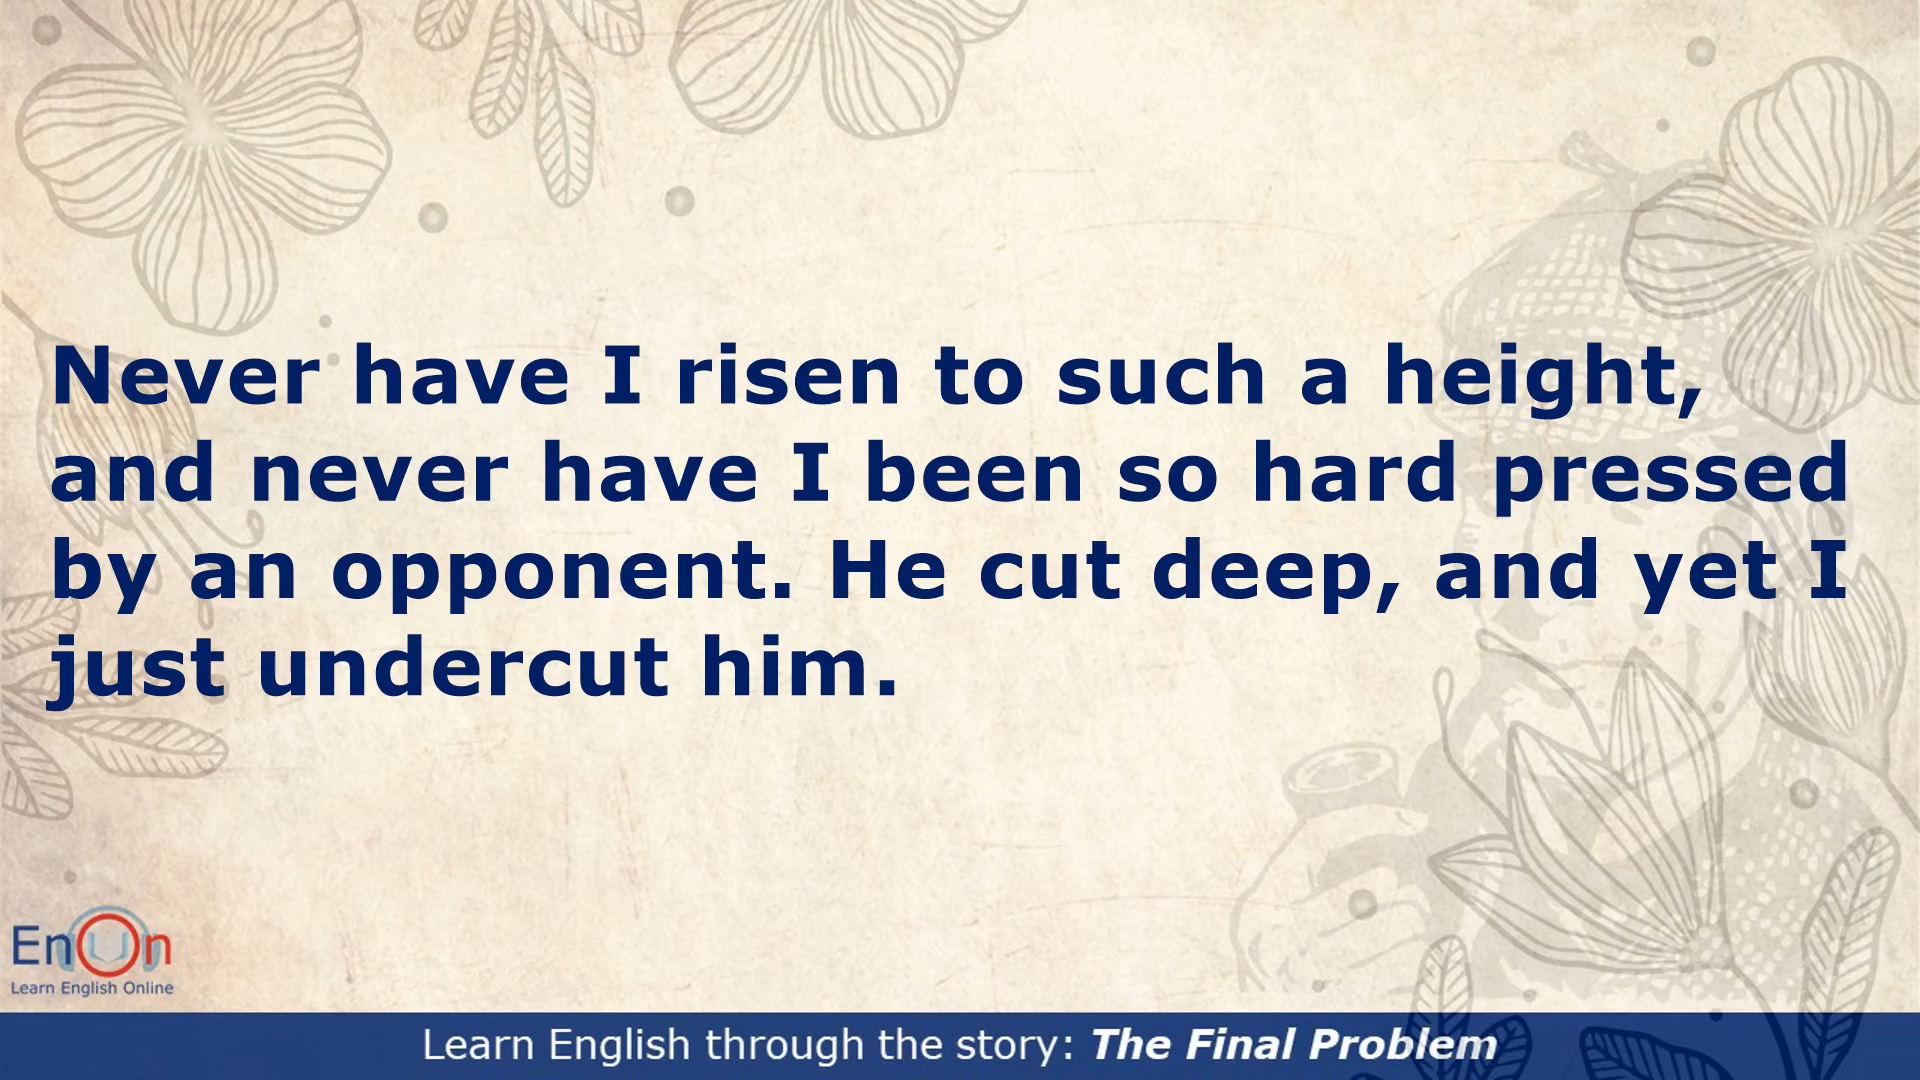 Never have I risen to such a height,
and never have I been so hard pressed
by an opponent. He cut deep, and yet I
just undercut him.
EnOn
Learn English Online
Learn English through the story: The Final Problem